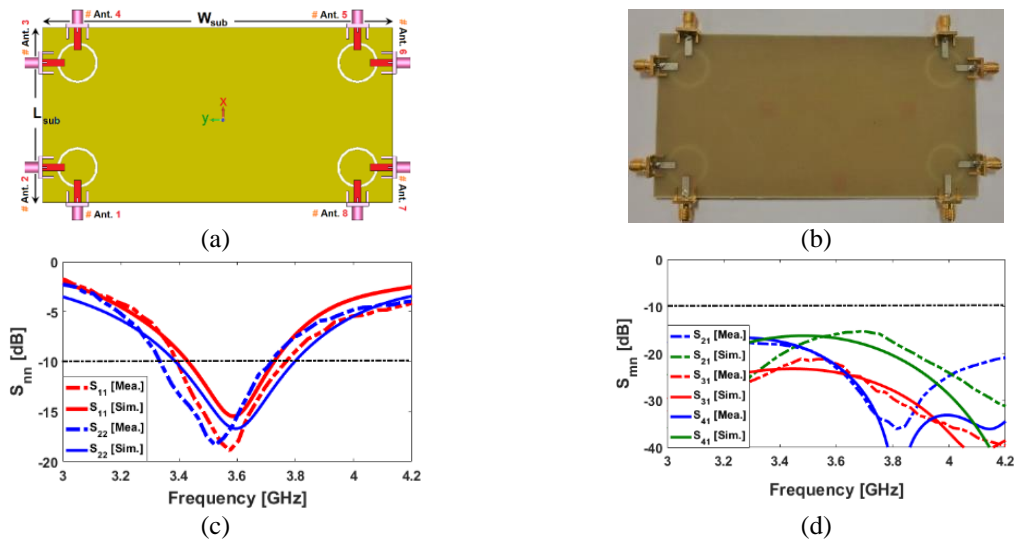 # Ant. 3
# Ant. 4
W_sub
# Ant. 5
# Ant. 6
L_sub
x
y
# Ant. 2
# Ant. 1
# Ant. 8
# Ant. 7
(a)
(b)
0
-5
-10
-15
-20
S_nn [dB]
S_11 [Mea.]
S_11 [Sim.]
S_22 [Mea.]
S_22 [Sim.]
3
3.2
3.4
3.6
3.8
4
4.2
Frequency [GHz]
(c)
0
-10
-20
-30
-40
S_mn [dB]
S_21 [Mea.]
S_21 [Sim.]
S_31 [Mea.]
S_31 [Sim.]
S_41 [Mea.]
S_41 [Sim.]
3
3.2
3.4
3.6
3.8
4
4.2
Frequency [GHz]
(d)